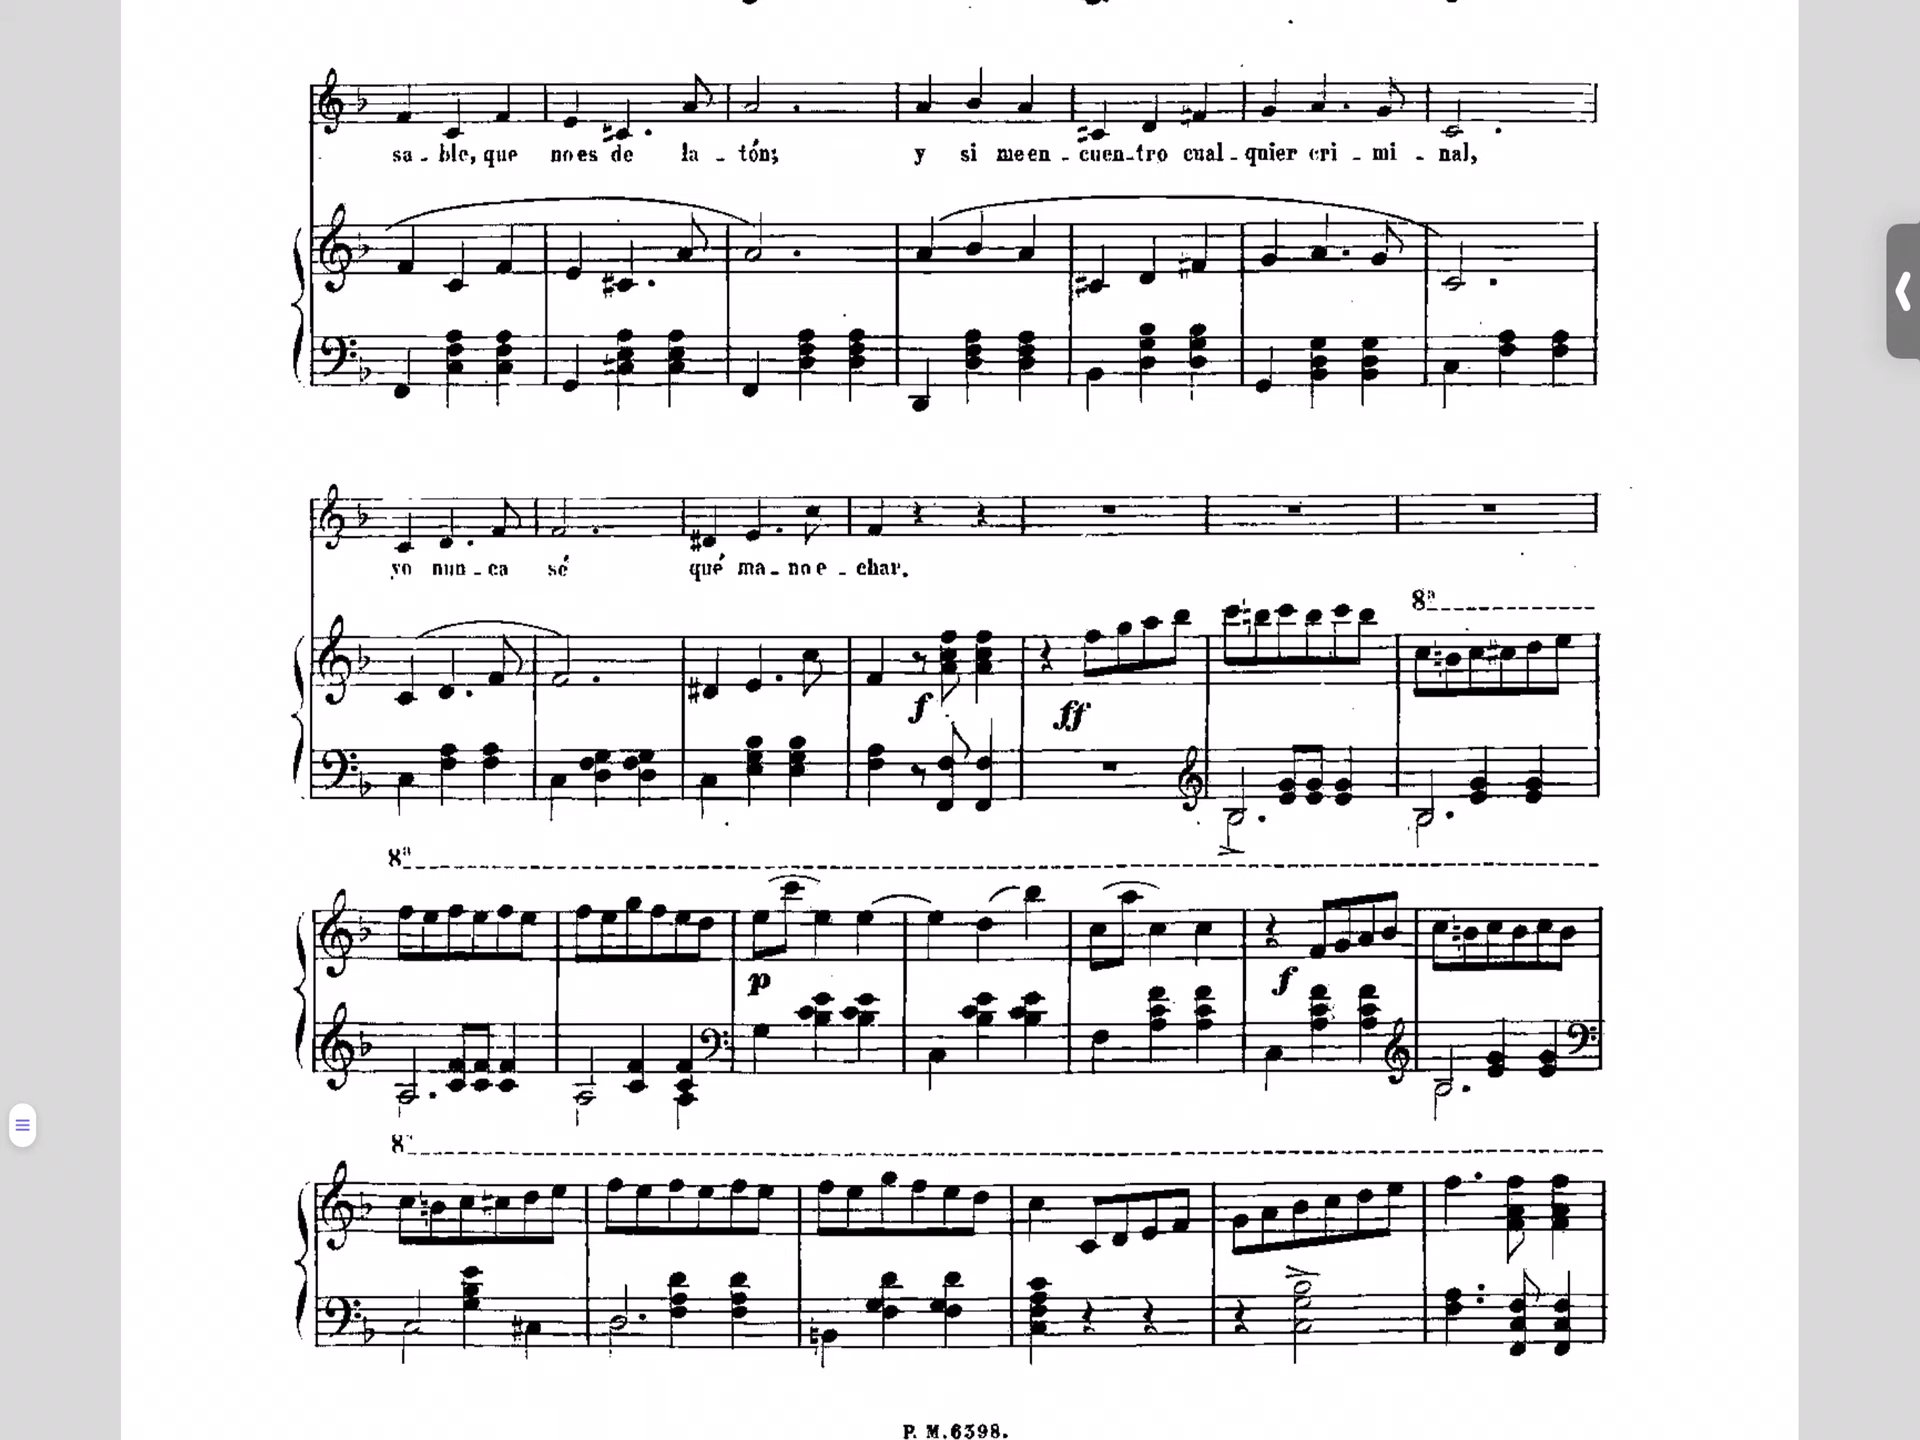 sa - ble, que no es de la - tón; y si me en - cuen - tro cual - quier cri - mi - nal,
yo nun - ca sé qué ma - no e - char.
8ª
f ff
8ª
p f
8ª
P. M. 6398.